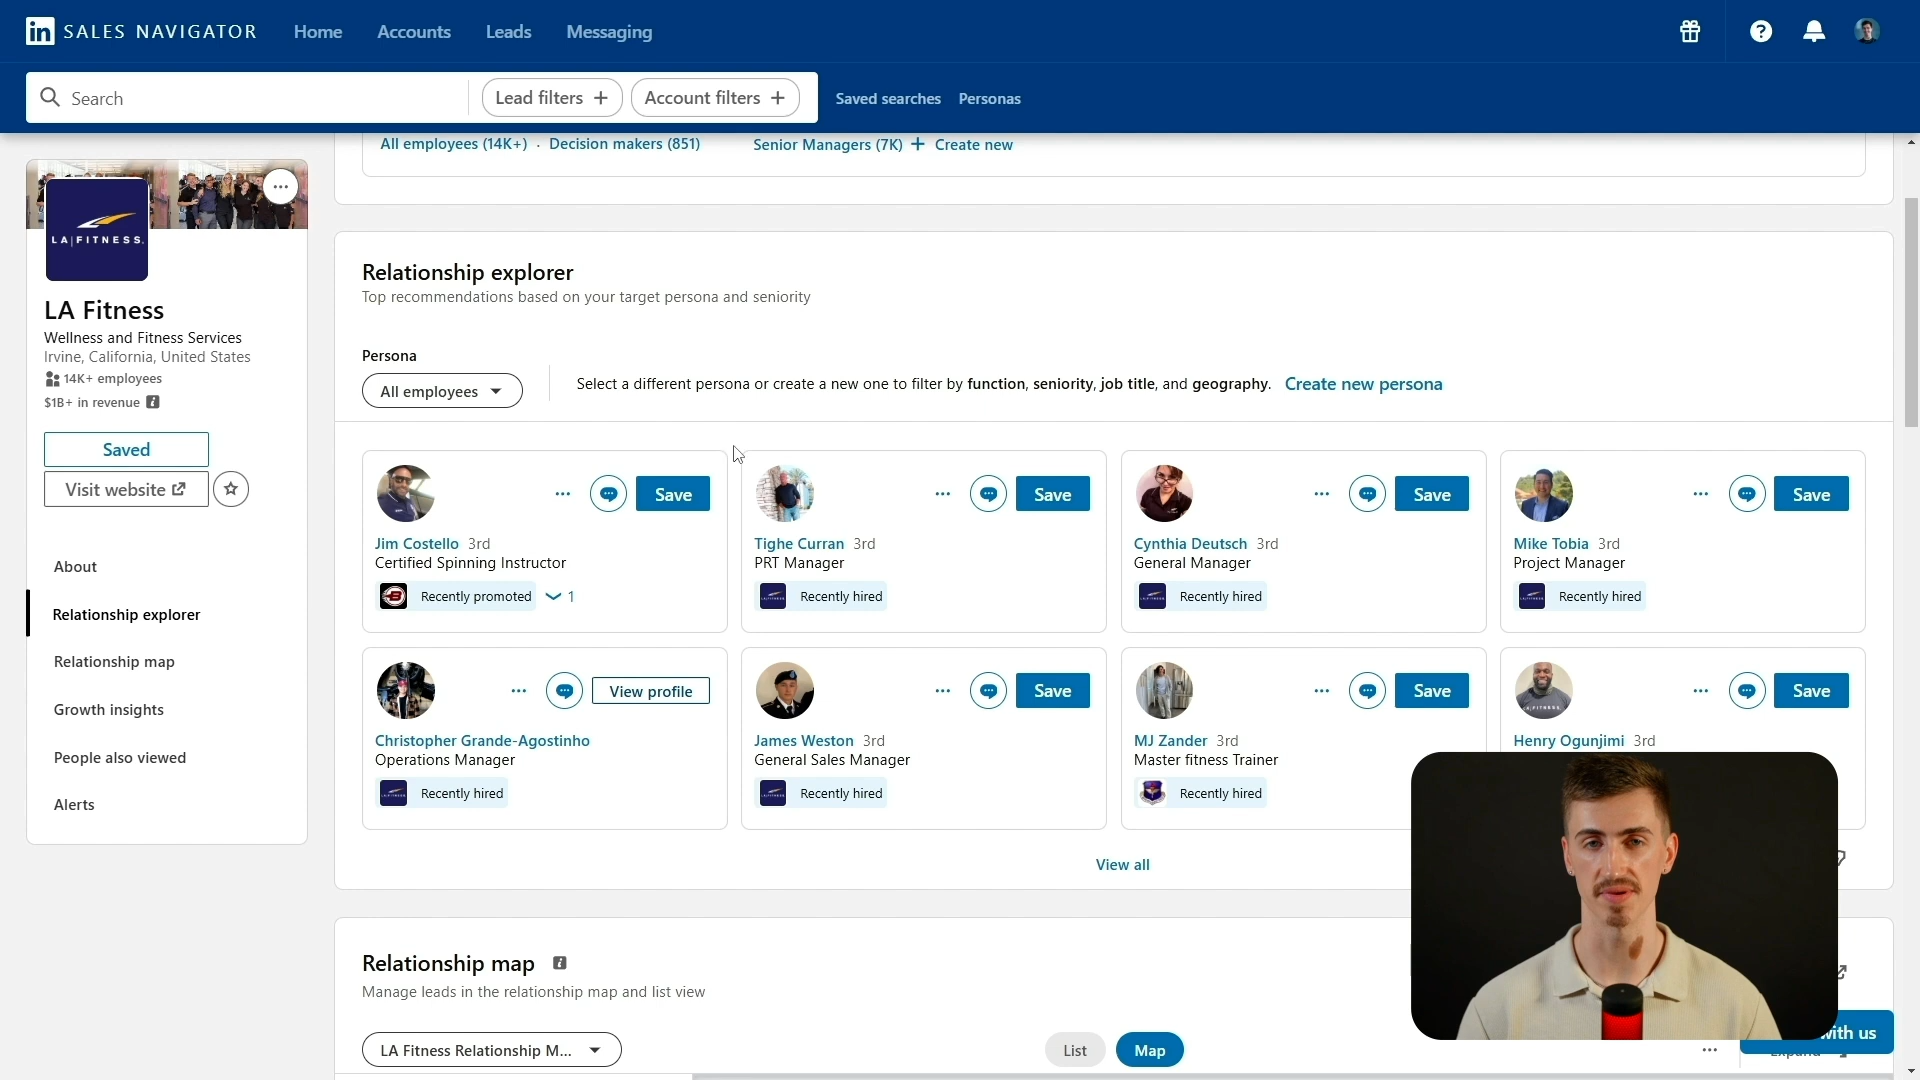 in SALES NAVIGATOR
Home
Accounts
Leads
Messaging
?
Search
Lead filters +
Account filters +
Saved searches
Personas
All employees (14K+) · Decision makers (851)
Senior Managers (7K) + Create new
LA FITNESS.
LA Fitness
Wellness and Fitness Services
Irvine, California, United States
14K+ employees
$1B+ in revenue
Saved
Visit website
About
Relationship explorer
Relationship map
Growth insights
People also viewed
Alerts
Relationship explorer
Top recommendations based on your target persona and seniority
Persona
All employees
Select a different persona or create a new one to filter by function, seniority, job title, and geography. Create new persona
Save
Jim Costello 3rd
Certified Spinning Instructor
Recently promoted
1
Save
Tighe Curran 3rd
PRT Manager
Recently hired
Save
Cynthia Deutsch 3rd
General Manager
Recently hired
Save
Mike Tobia 3rd
Project Manager
Recently hired
View profile
Christopher Grande-Agostinho
Operations Manager
Recently hired
Save
James Weston 3rd
General Sales Manager
Recently hired
Save
MJ Zander 3rd
Master fitness Trainer
Recently hired
Save
Henry Ogunjimi 3rd
View all
Relationship map
Manage leads in the relationship map and list view
LA Fitness Relationship M...
List
Map
with us